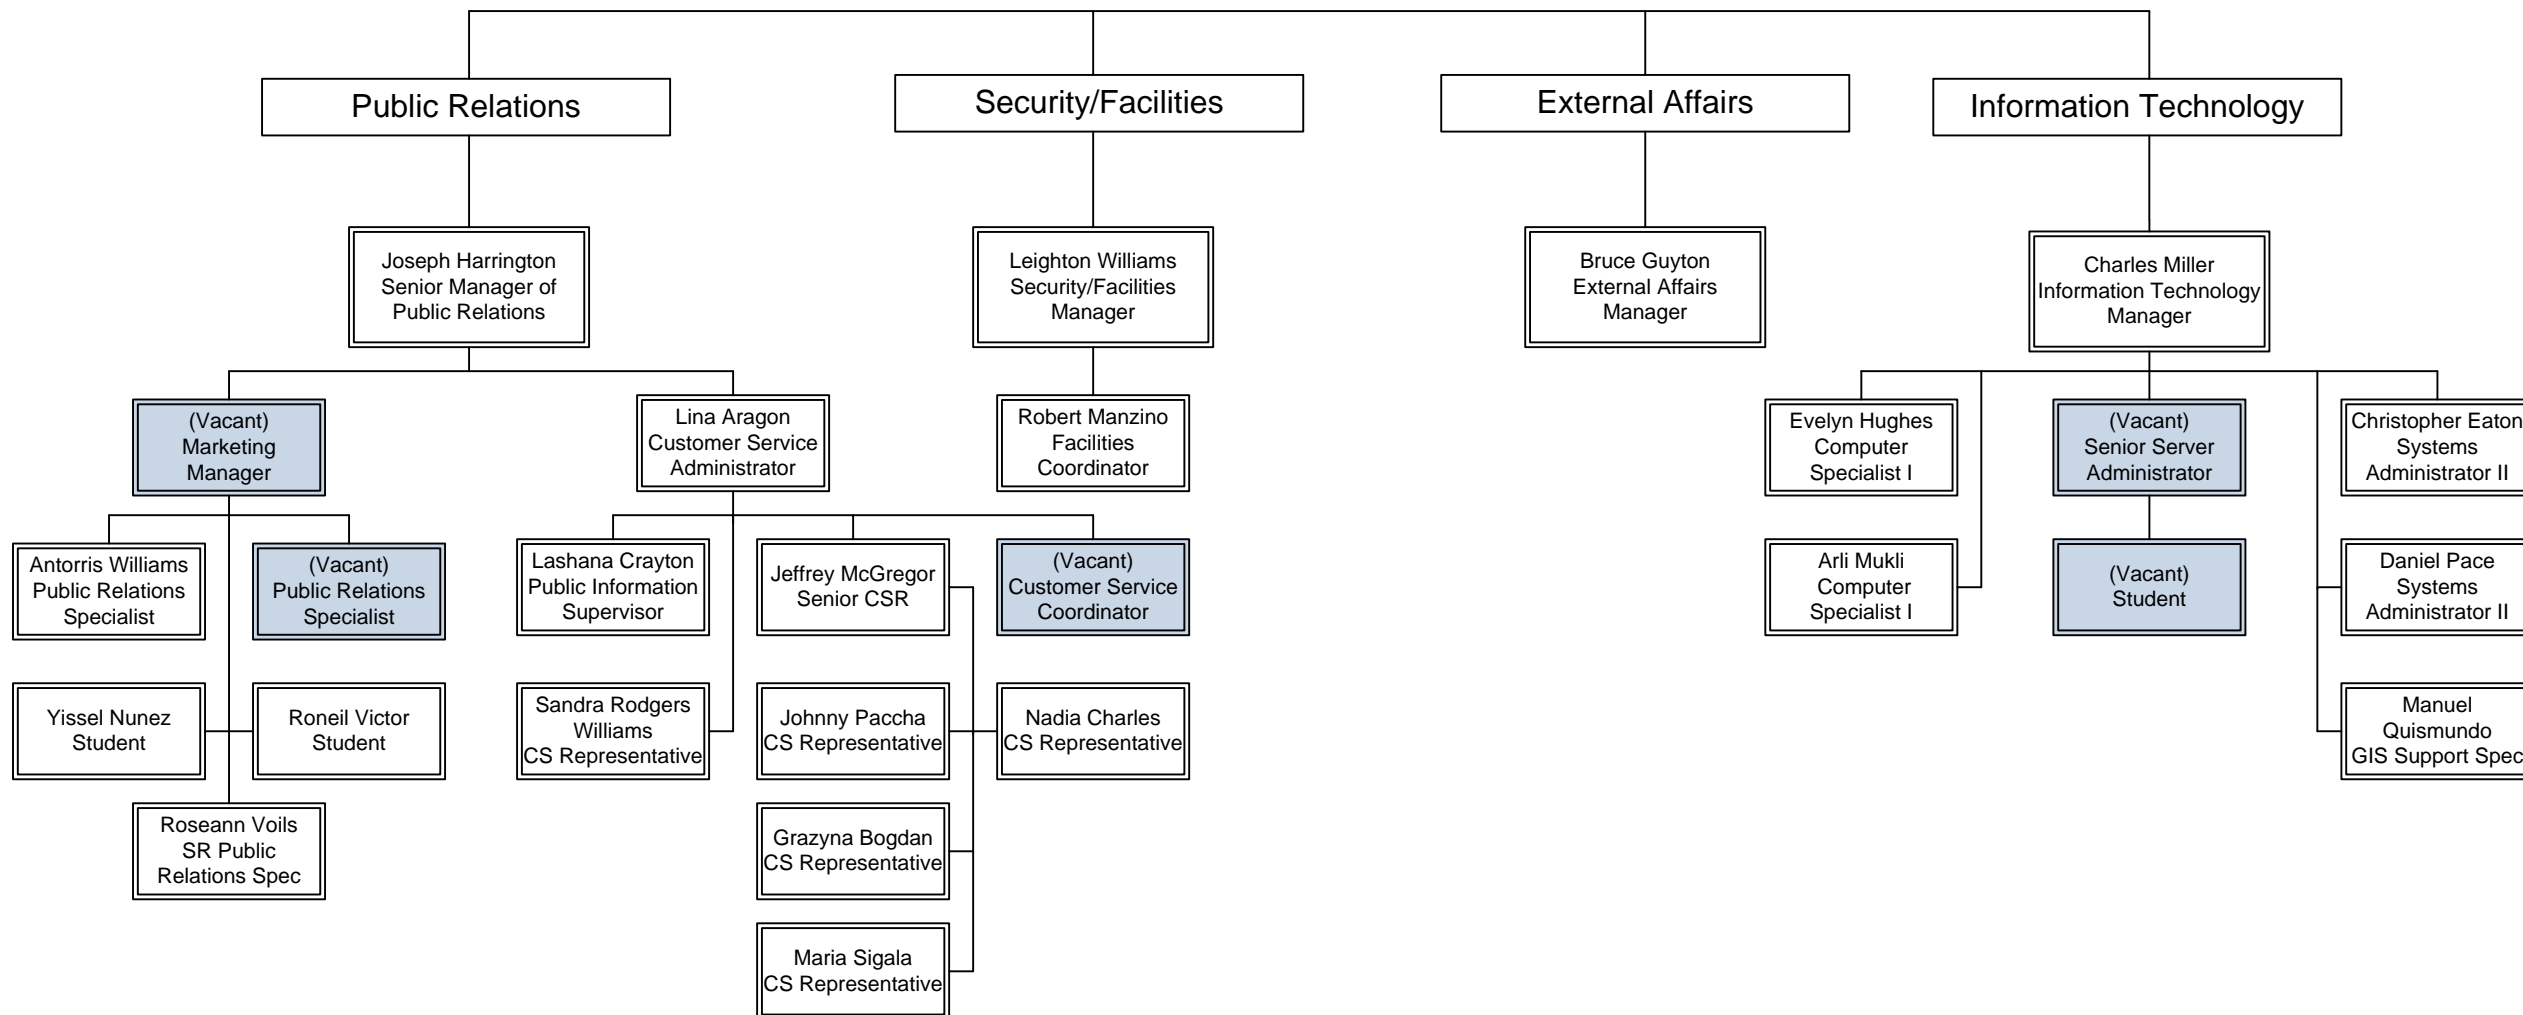 Public Relations
Security/Facilities
External Affairs
Information Technology
Joseph Harrington
Senior Manager of
Public Relations
Leighton Williams
Security/Facilities
Manager
Bruce Guyton
External Affairs
Manager
Charles Miller
Information Technology
Manager
(Vacant)
Marketing
Manager
Lina Aragon
Customer Service
Administrator
Robert Manzino
Facilities
Coordinator
Evelyn Hughes
Computer
Specialist I
(Vacant)
Senior Server
Administrator
Christopher Eaton
Systems
Administrator II
Antorris Williams
Public Relations
Specialist
(Vacant)
Public Relations
Specialist
Lashana Crayton
Public Information
Supervisor
Jeffrey McGregor
Senior CSR
(Vacant)
Customer Service
Coordinator
Arli Mukli
Computer
Specialist I
(Vacant)
Student
Daniel Pace
Systems
Administrator II
Yissel Nunez
Student
Roneil Victor
Student
Sandra Rodgers
Williams
CS Representative
Johnny Paccha
CS Representative
Nadia Charles
CS Representative
Manuel
Quismundo
GIS Support Spec
Roseann Voils
SR Public
Relations Spec
Grazyna Bogdan
CS Representative
Maria Sigala
CS Representative